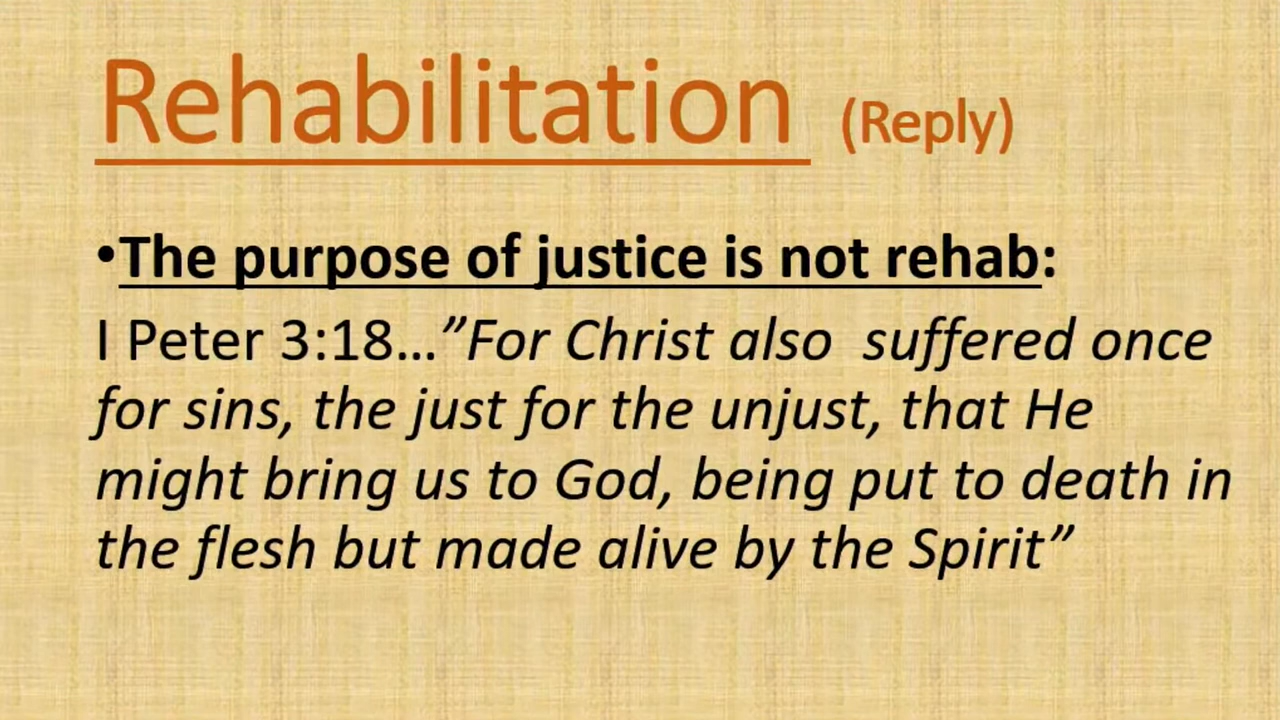 Rehabilitation (Reply)
•The purpose of justice is not rehab:
I Peter 3:18…”For Christ also  suffered once
for sins, the just for the unjust, that He
might bring us to God, being put to death in
the flesh but made alive by the Spirit”